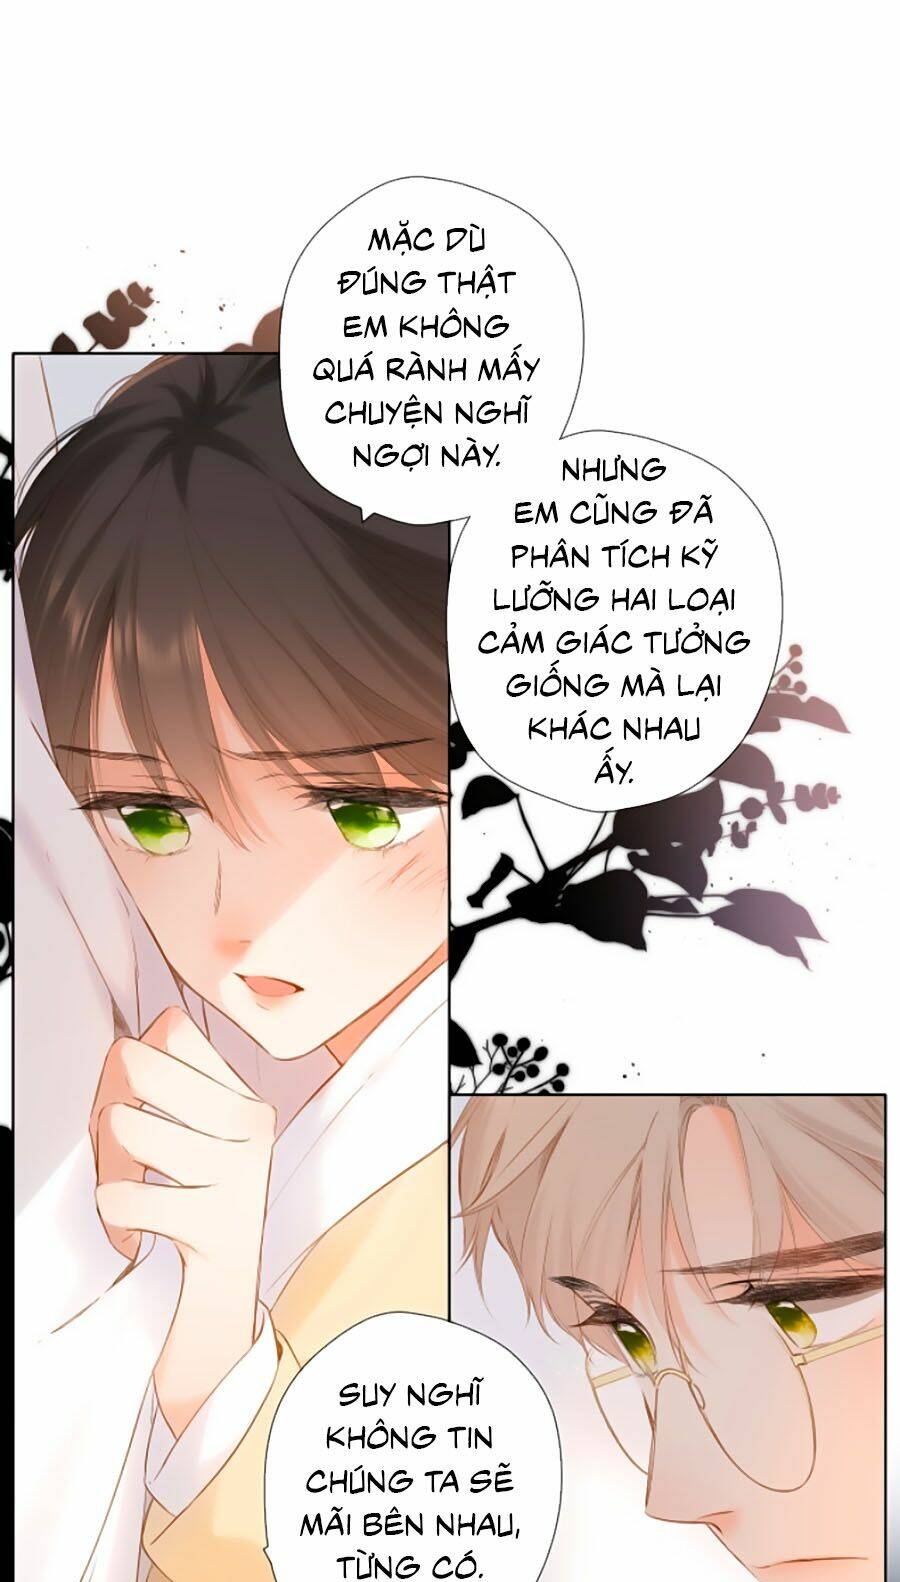 MẶC DÙ
ĐÚNG THẬT
EM KHÔNG
QUÁ RÀNH MẤY
CHUYỆN NGHĨ
NGỢI NÀY.
NHƯNG
EM CŨNG ĐÃ
PHÂN TÍCH KỸ
LƯỠNG HAI LOẠI
CẢM GIÁC TƯỞNG
GIỐNG MÀ LẠI
KHÁC NHAU
ẤY.
SUY NGHĨ
KHÔNG TIN
CHÚNG TA SẼ
MÃI BÊN NHAU,
TỪNG CÓ.